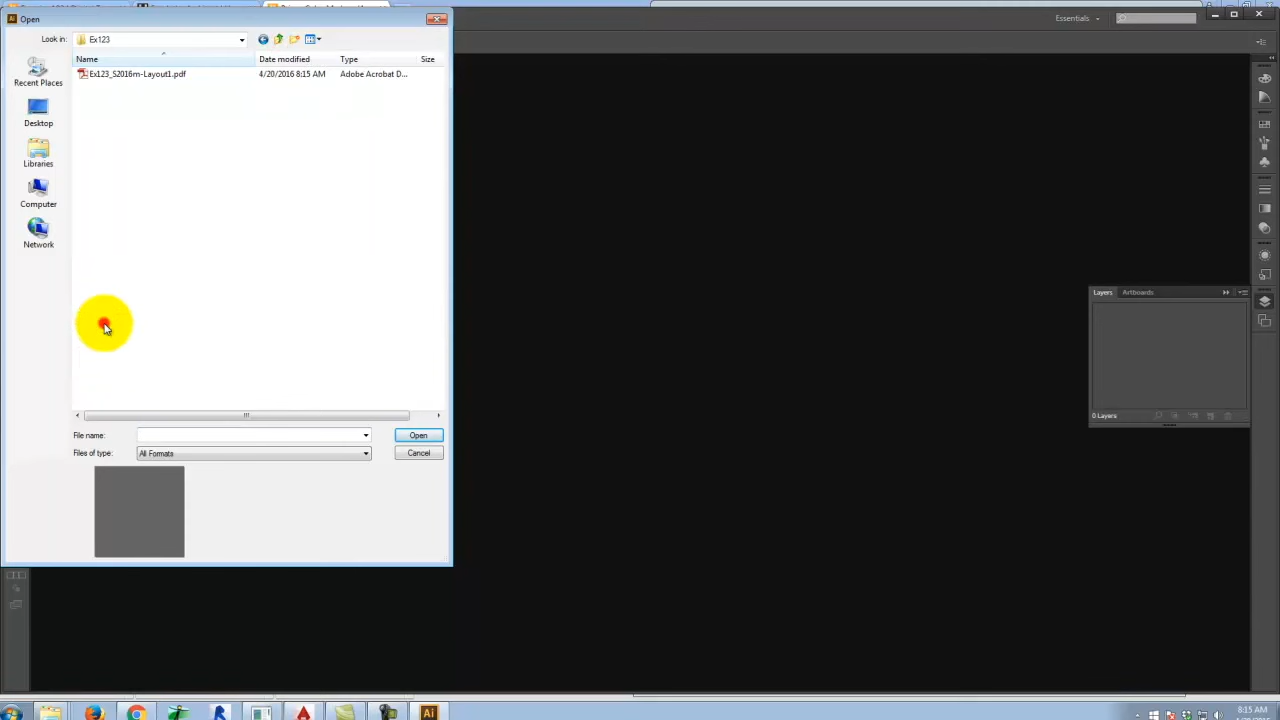 Open
Essentials
Look in:
Ex123
Name
Date modified
Type
Size
Ex123_S2016m-Layout1.pdf
4/20/2016 8:15 AM
Adobe Acrobat D...
Recent Places
Desktop
Libraries
Computer
Network
Layers
Artboards
0 Layers
File name:
Open
Files of type:
All Formats
Cancel
Ai
8:15 AM